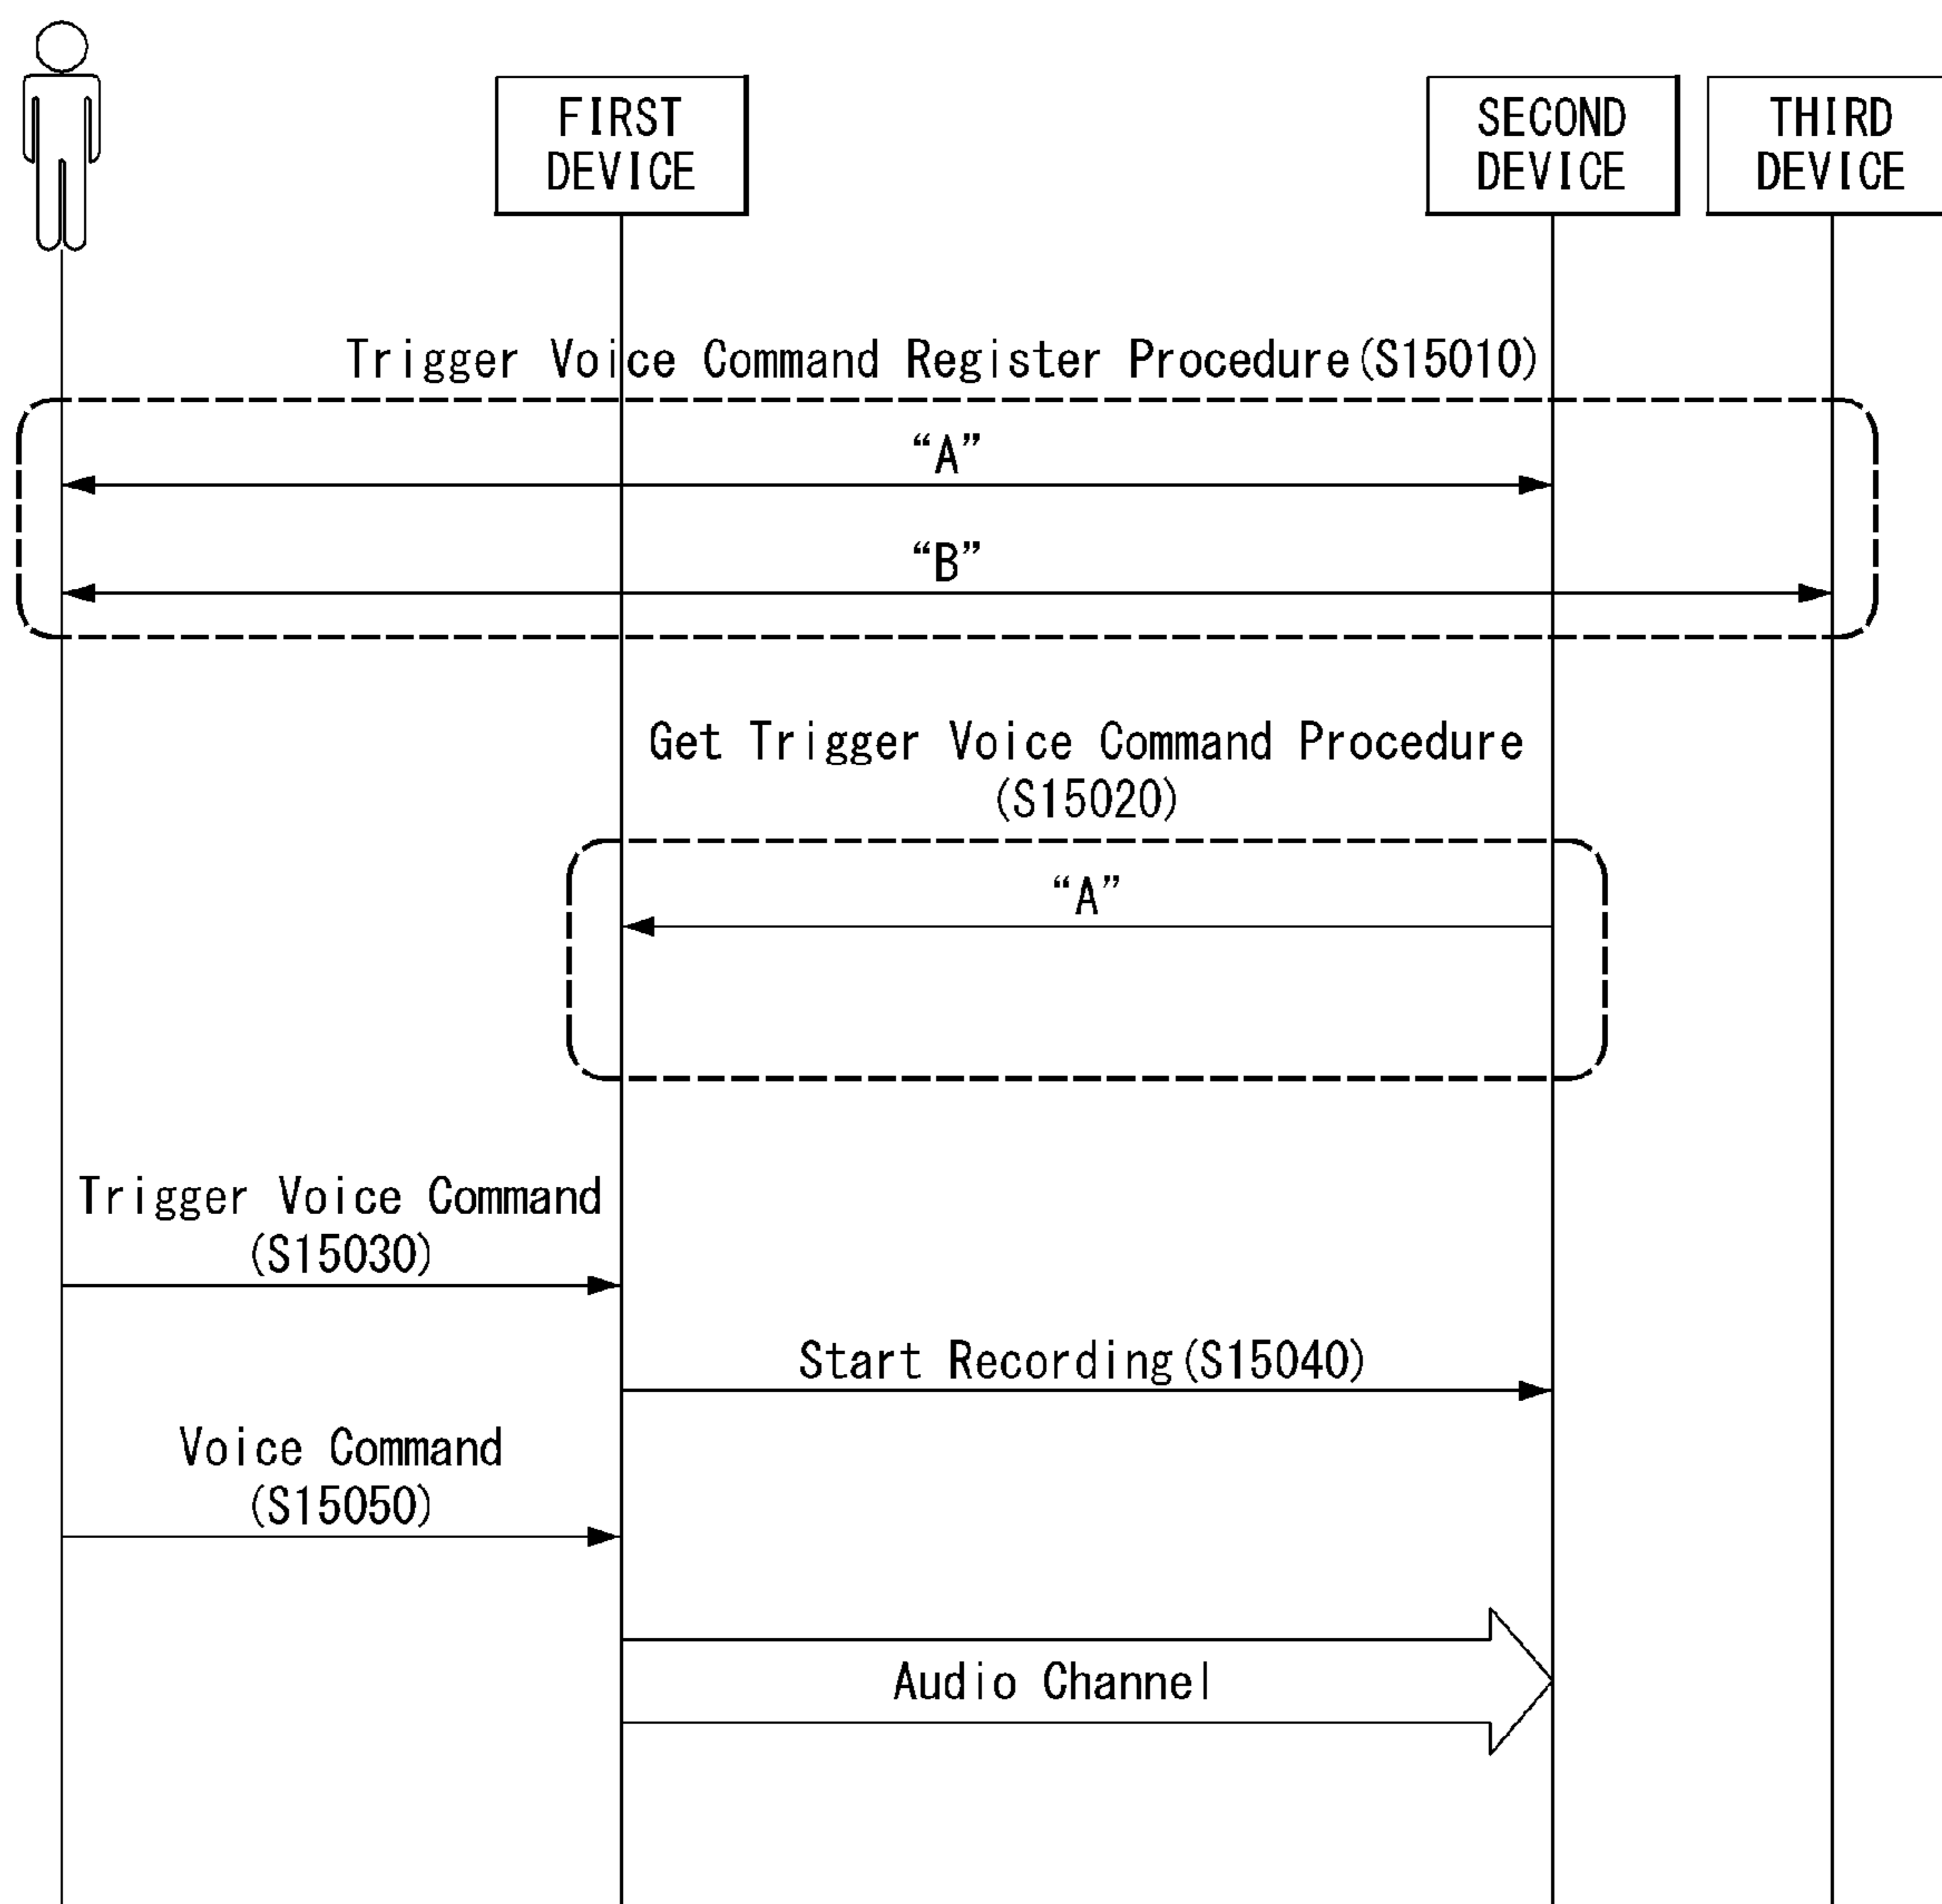 FIRST
DEVICE
SECOND
DEVICE
THIRD
DEVICE
Trigger Voice Command Register Procedure(S15010)
“A”
“B”
Get Trigger Voice Command Procedure
(S15020)
“A”
Trigger Voice Command
(S15030)
Start Recording(S15040)
Voice Command
(S15050)
Audio Channel